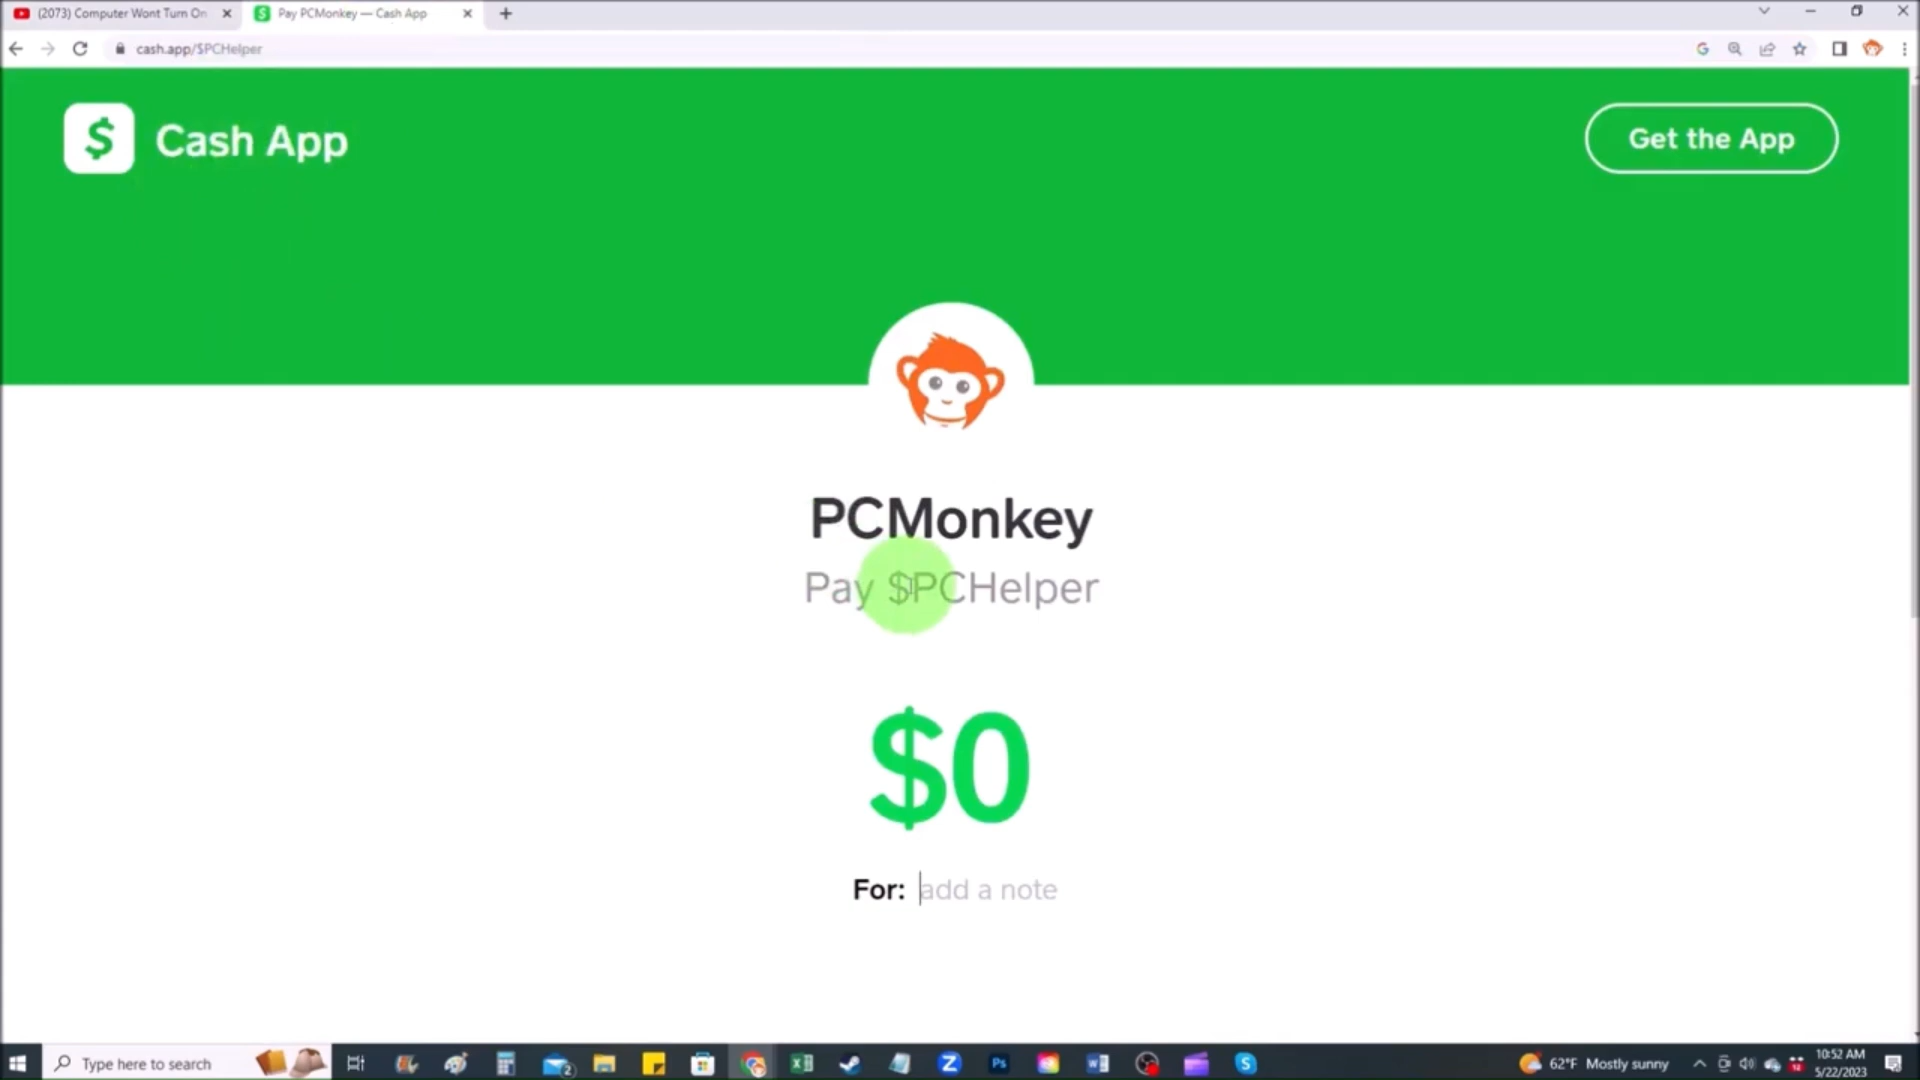 (2073) Computer Wont Turn On
Pay PCMonkey — Cash App
cash.app/$PCHelper
$ Cash App
Get the App
PCMonkey
Pay $PCHelper
$0
For: add a note
Type here to search
62°F Mostly sunny
10:52 AM
5/22/2023